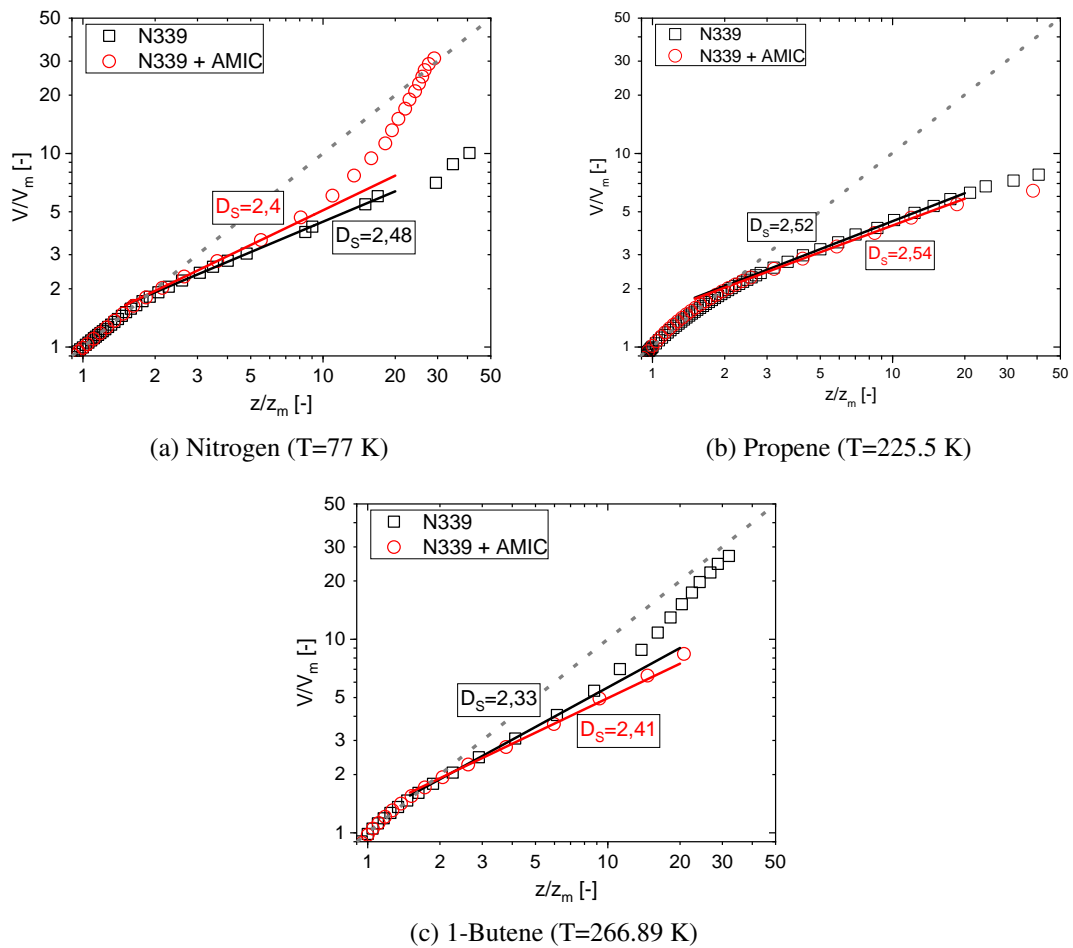 N339
N339 + AMIC
D_S=2,4
D_S=2,48
V/V_m [-]
50
30
20
10
5
3
2
1
1 2 3 5 10 20 30 50
z/z_m [-]
(a) Nitrogen (T=77 K)
N339
N339 + AMIC
D_S=2,52
D_S=2,54
V/V_m [-]
50
30
20
10
5
3
2
1
1 2 3 5 10 20 30 50
z/z_m [-]
(b) Propene (T=225.5 K)
N339
N339 + AMIC
D_S=2,33
D_S=2,41
V/V_m [-]
50
30
20
10
5
3
2
1
1 2 3 5 10 20 30 50
z/z_m [-]
(c) 1-Butene (T=266.89 K)